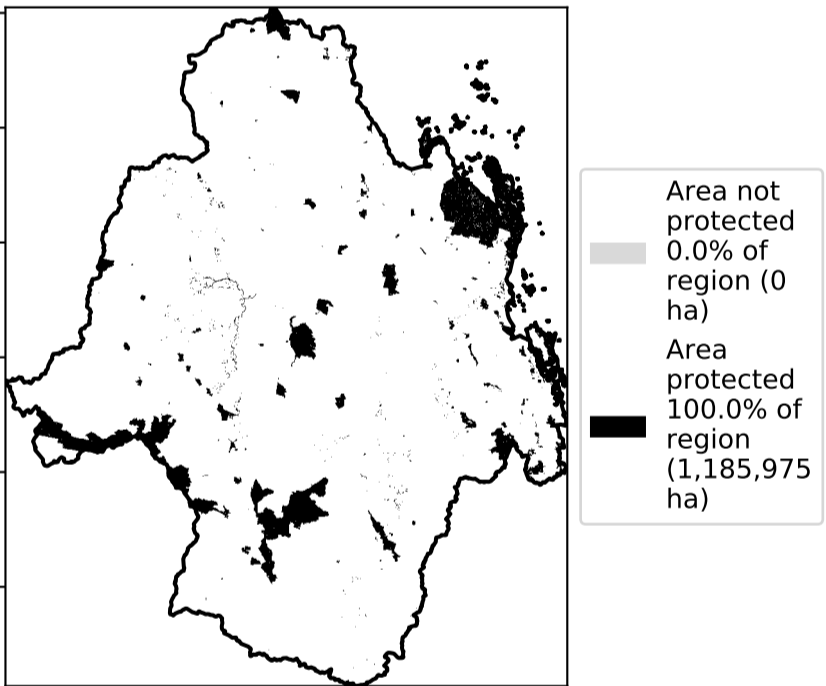 Area not
protected
0.0% of
region (0
ha)
Area
protected
100.0% of
region
(1,185,975
ha)